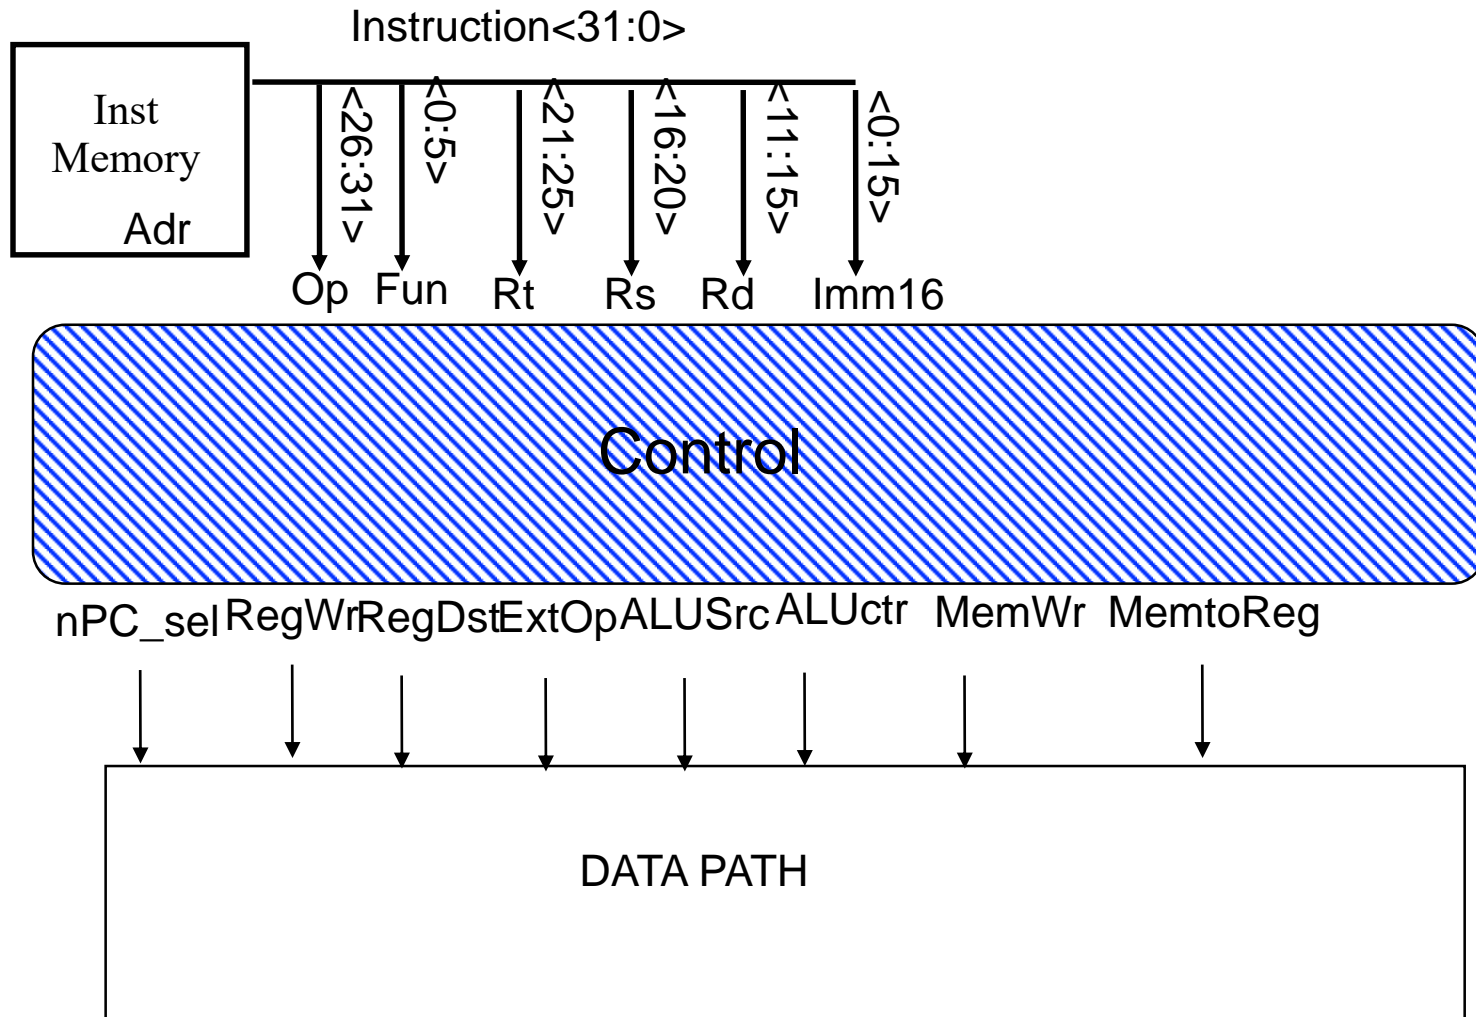 Instruction<31:0>
Inst
Memory
Adr
<26:31>
<0:5>
<21:25>
<16:20>
<11:15>
<0:15>
Op
Fun
Rt
Rs
Rd
Imm16
Control
nPC_sel
RegWr
RegDst
ExtOp
ALUSrc
ALUctr
MemWr
MemtoReg
DATA PATH